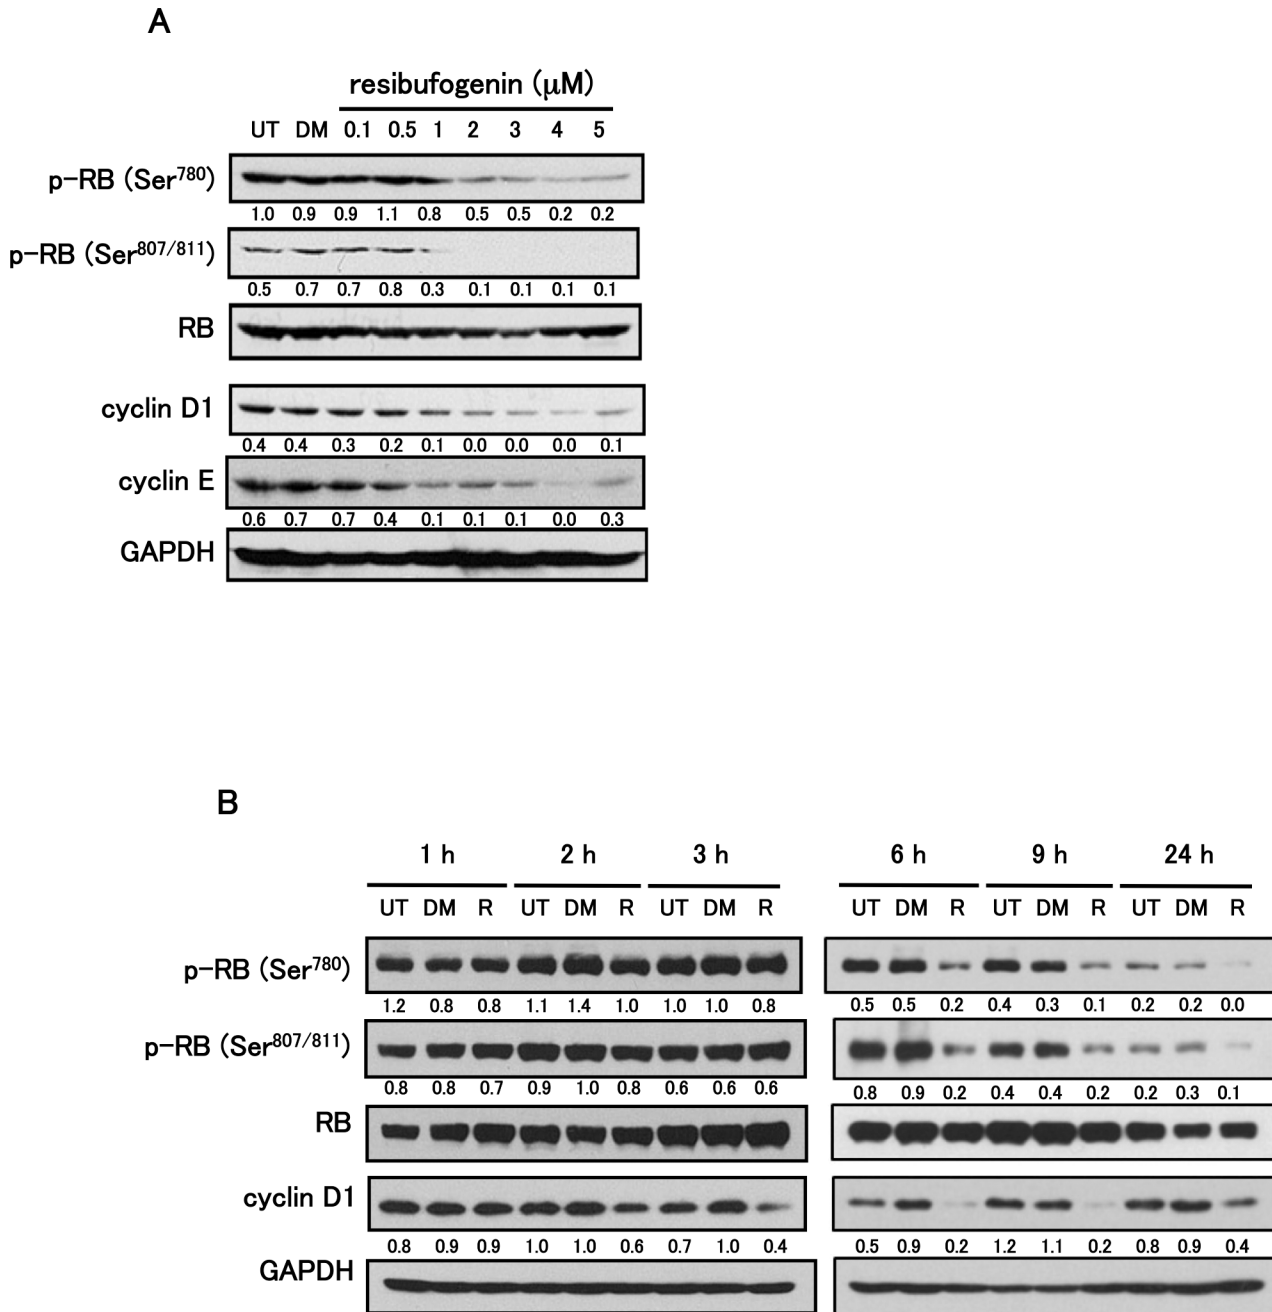 A
resibufogenin (μM)
UT DM 0.1 0.5 1 2 3 4 5
p-RB (Ser780)
1.0 0.9 0.9 1.1 0.8 0.5 0.5 0.2 0.2
p-RB (Ser807/811)
0.5 0.7 0.7 0.8 0.3 0.1 0.1 0.1 0.1
RB
cyclin D1
0.4 0.4 0.3 0.2 0.1 0.0 0.0 0.0 0.1
cyclin E
0.6 0.7 0.7 0.4 0.1 0.1 0.1 0.0 0.3
GAPDH
B
1 h 2 h 3 h 6 h 9 h 24 h
UT DM R UT DM R UT DM R UT DM R UT DM R UT DM R
p-RB (Ser780)
1.2 0.8 0.8 1.1 1.4 1.0 1.0 1.0 0.8 0.5 0.5 0.2 0.4 0.3 0.1 0.2 0.2 0.0
p-RB (Ser807/811)
0.8 0.8 0.7 0.9 1.0 0.8 0.6 0.6 0.6 0.8 0.9 0.2 0.4 0.4 0.2 0.2 0.3 0.1
RB
cyclin D1
0.8 0.9 0.9 1.0 1.0 0.6 0.7 1.0 0.4 0.5 0.9 0.2 1.2 1.1 0.2 0.8 0.9 0.4
GAPDH